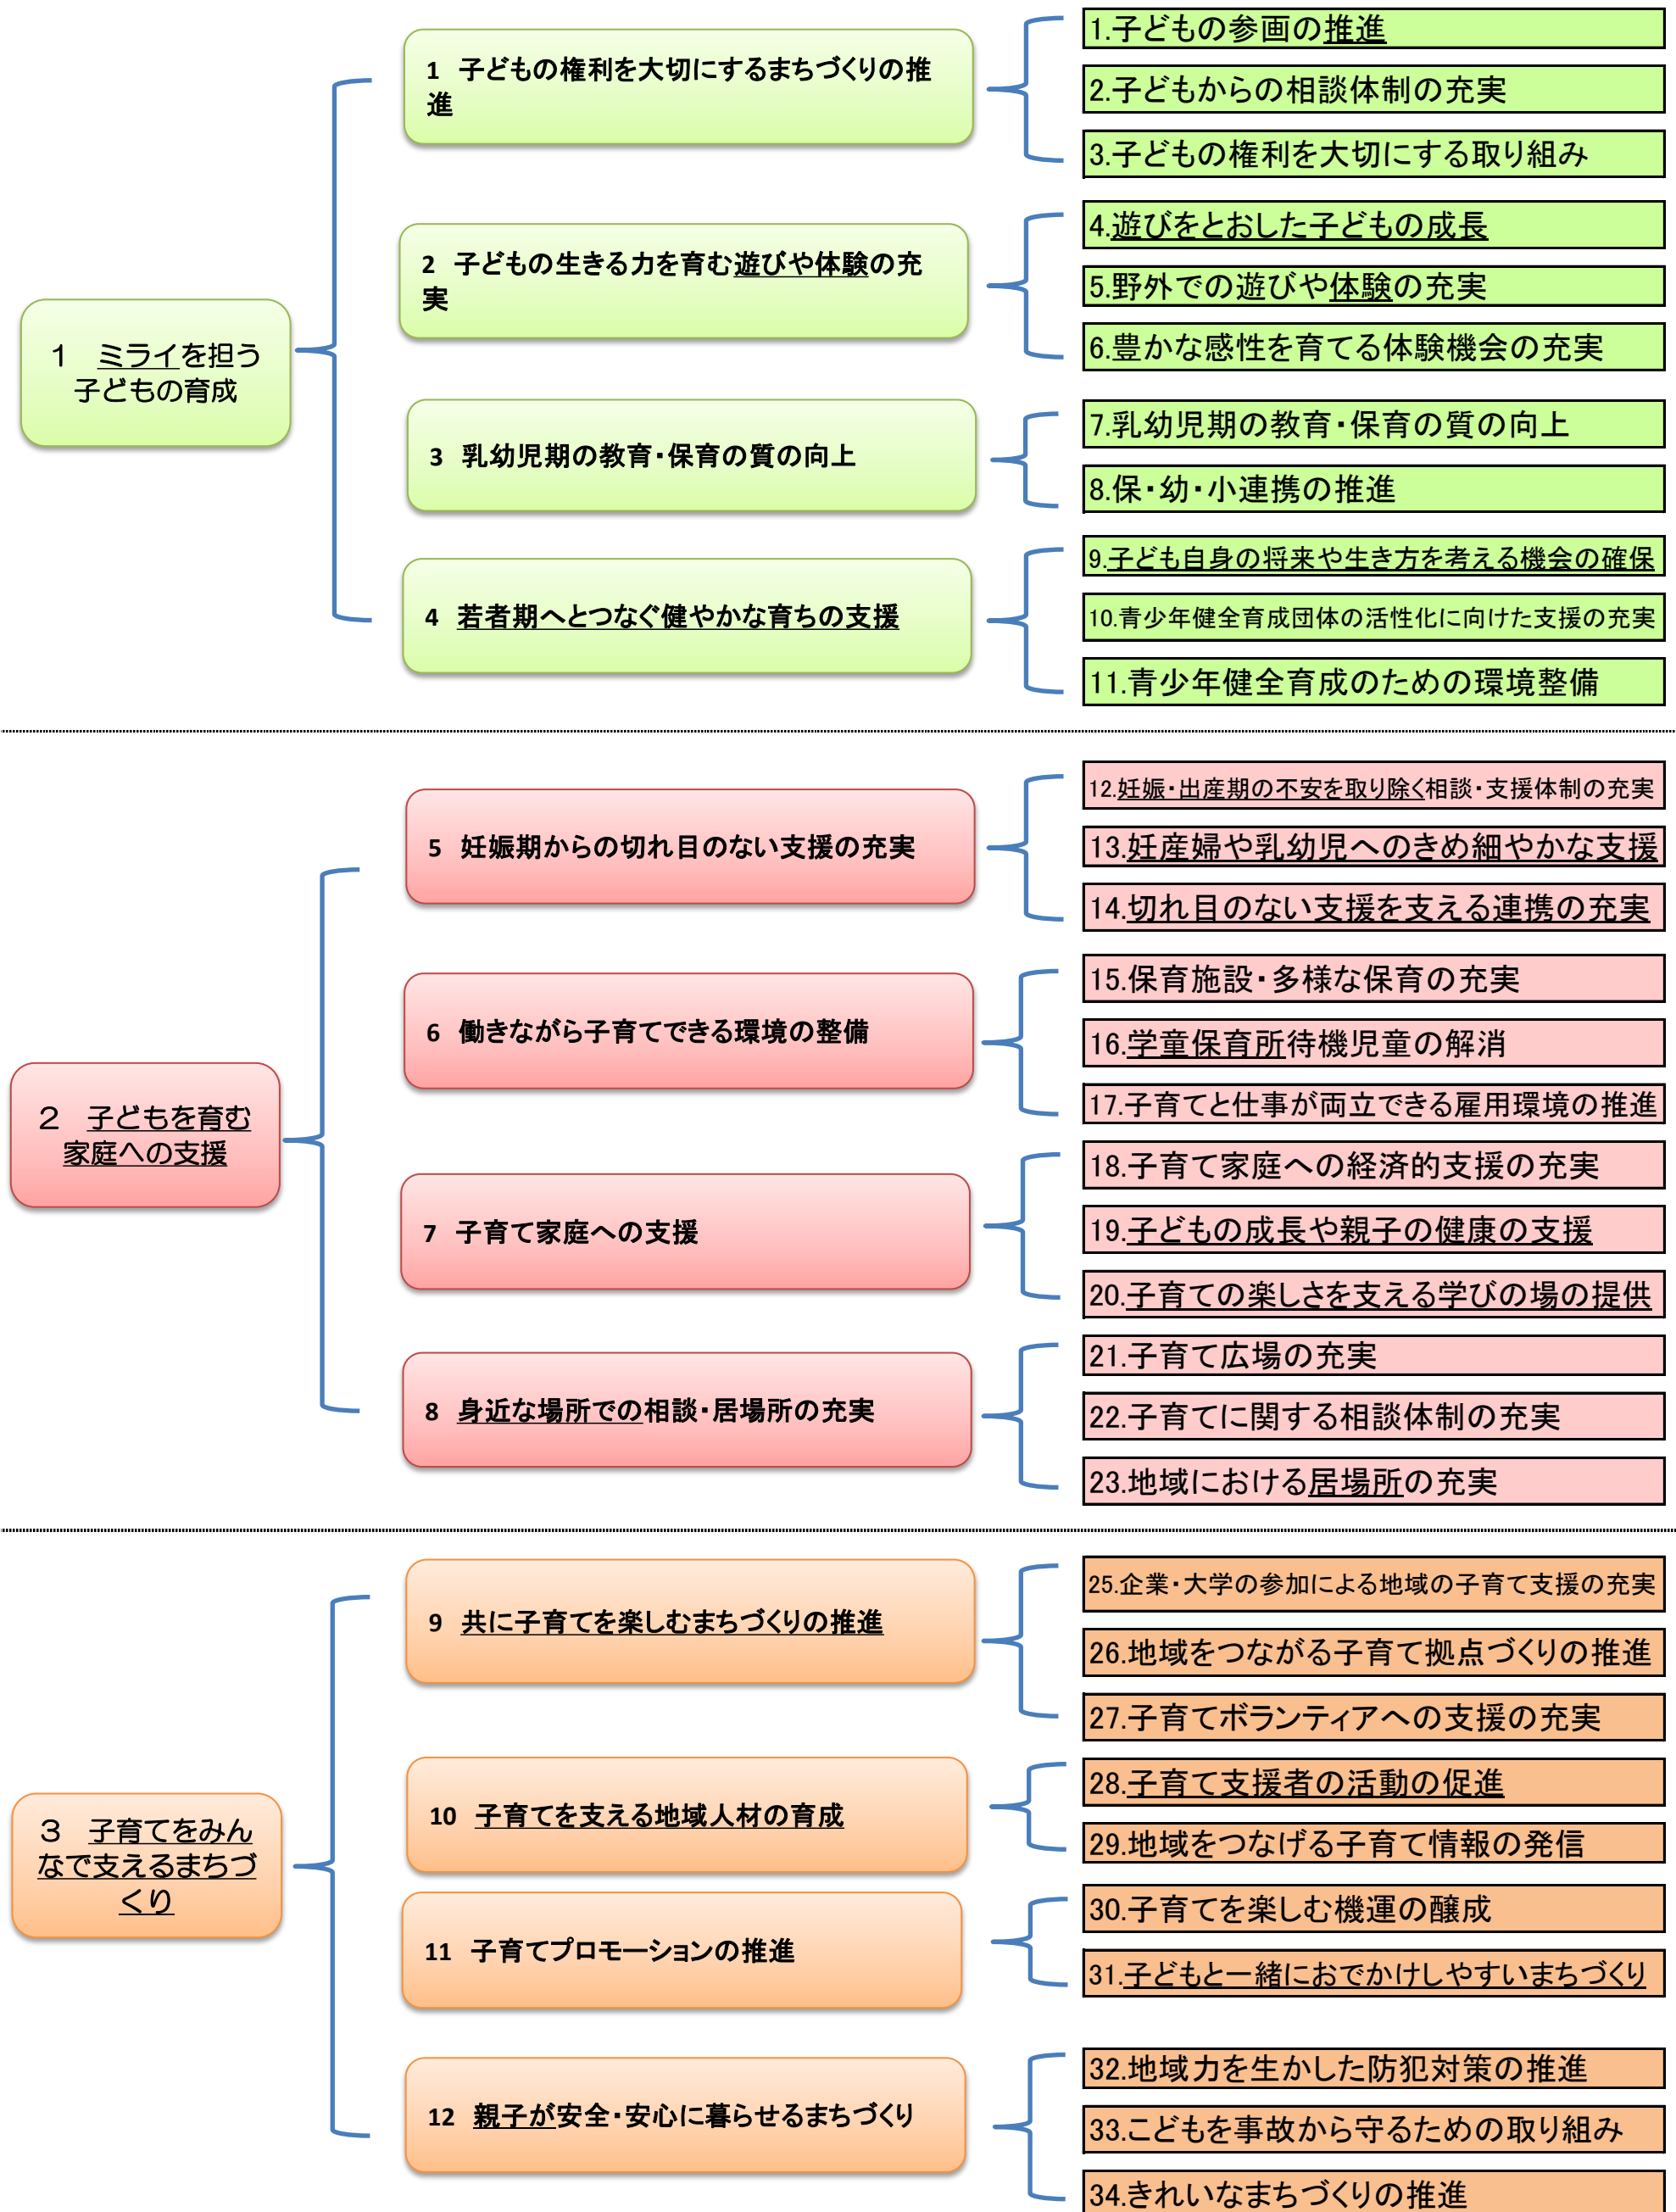 1 ミライを担う
子どもの育成
1 子どもの権利を大切にするまちづくりの推
進
1.子どもの参画の推進
2.子どもからの相談体制の充実
3.子どもの権利を大切にする取り組み
2 子どもの生きる力を育む遊びや体験の充
実
4.遊びをとおした子どもの成長
5.野外での遊びや体験の充実
6.豊かな感性を育てる体験機会の充実
3 乳幼児期の教育・保育の質の向上
7.乳幼児期の教育・保育の質の向上
8.保・幼・小連携の推進
4 若者期へとつなぐ健やかな育ちの支援
9.子ども自身の将来や生き方を考える機会の確保
10.青少年健全育成団体の活性化に向けた支援の充実
11.青少年健全育成のための環境整備
2 子どもを育む
家庭への支援
5 妊娠期からの切れ目のない支援の充実
12.妊娠・出産期の不安を取り除く相談・支援体制の充実
13.妊産婦や乳幼児へのきめ細やかな支援
14.切れ目のない支援を支える連携の充実
6 働きながら子育てできる環境の整備
15.保育施設・多様な保育の充実
16.学童保育所待機児童の解消
17.子育てと仕事が両立できる雇用環境の推進
7 子育て家庭への支援
18.子育て家庭への経済的支援の充実
19.子どもの成長や親子の健康の支援
20.子育ての楽しさを支える学びの場の提供
8 身近な場所での相談・居場所の充実
21.子育て広場の充実
22.子育てに関する相談体制の充実
23.地域における居場所の充実
3 子育てをみん
なで支えるまちづ
くり
9 共に子育てを楽しむまちづくりの推進
25.企業・大学の参加による地域の子育て支援の充実
26.地域をつながる子育て拠点づくりの推進
27.子育てボランティアへの支援の充実
10 子育てを支える地域人材の育成
28.子育て支援者の活動の促進
29.地域をつなげる子育て情報の発信
11 子育てプロモーションの推進
30.子育てを楽しむ機運の醸成
31.子どもと一緒におでかけしやすいまちづくり
12 親子が安全・安心に暮らせるまちづくり
32.地域力を生かした防犯対策の推進
33.こどもを事故から守るための取り組み
34.きれいなまちづくりの推進